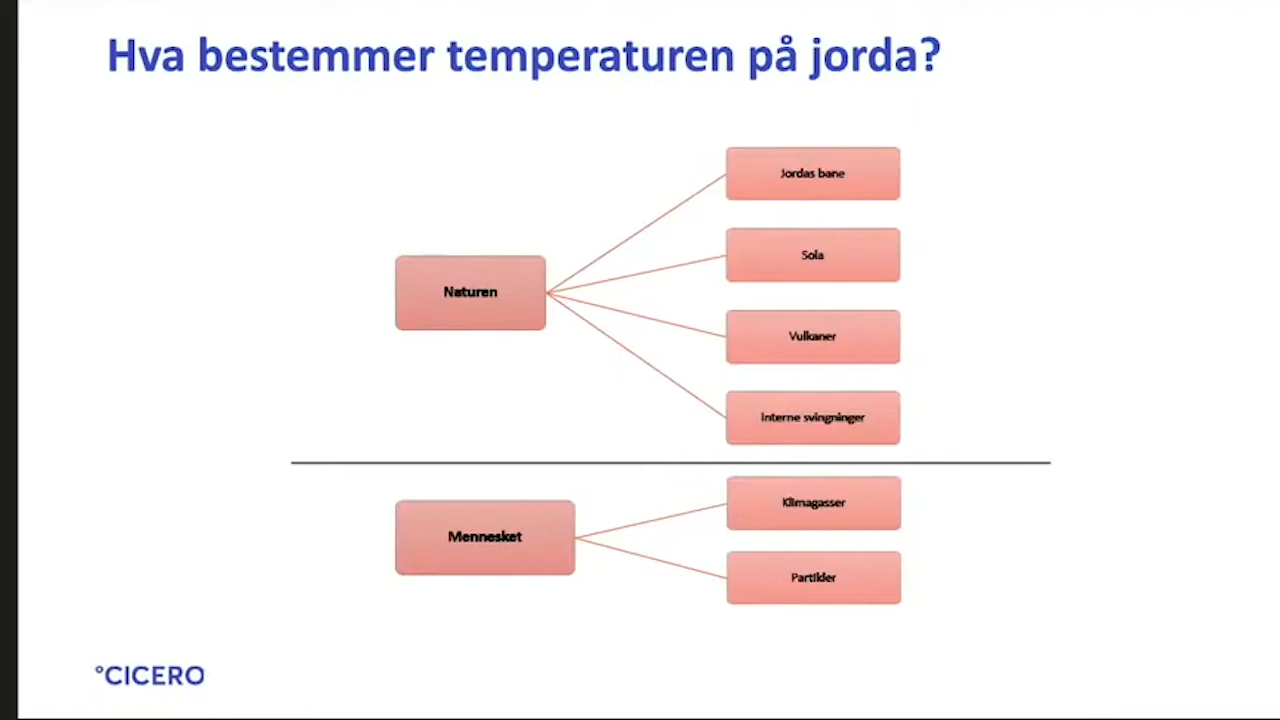 Hva bestemmer temperaturen på jorda?
Jordas bane
Sola
Naturen
Vulkaner
Interne svingninger
Klimagasser
Mennesket
Partikler
°CICERO